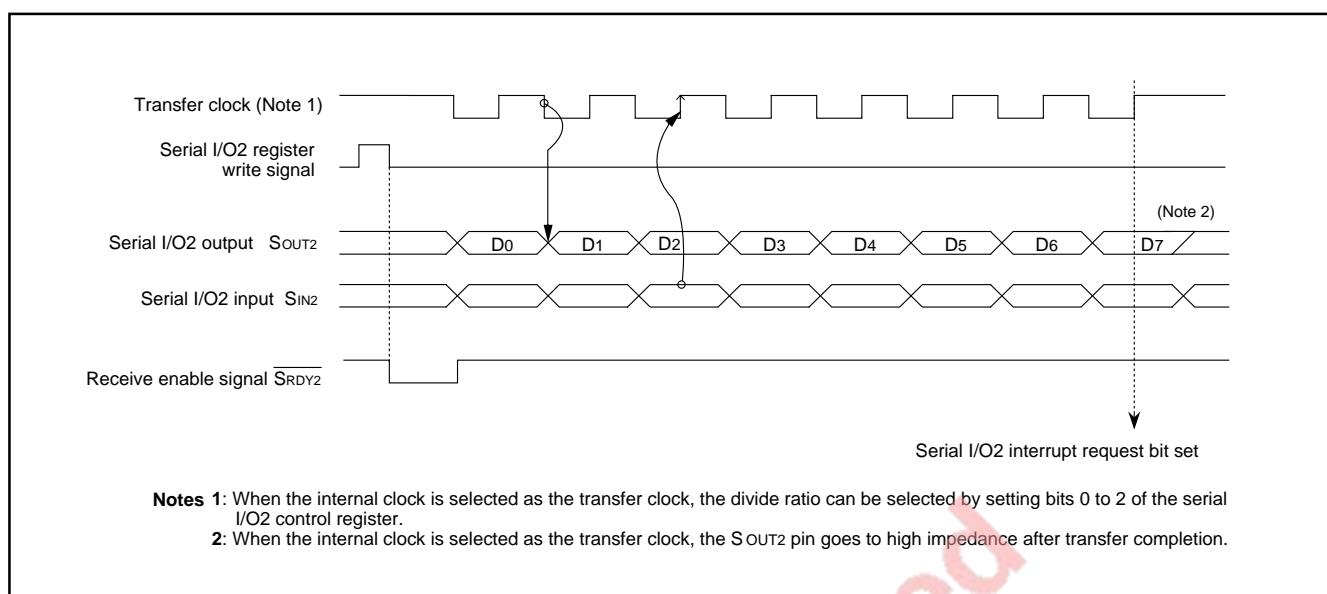 Transfer clock (Note 1)
Serial I/O2 register
write signal
(Note 2)
Serial I/O2 output SOUT2
D0 D1 D2 D3 D4 D5 D6 D7
Serial I/O2 input SIN2
Receive enable signal SRDY2
Serial I/O2 interrupt request bit set
Notes 1: When the internal clock is selected as the transfer clock, the divide ratio can be selected by setting bits 0 to 2 of the serial
I/O2 control register.
2: When the internal clock is selected as the transfer clock, the SOUT2 pin goes to high impedance after transfer completion.